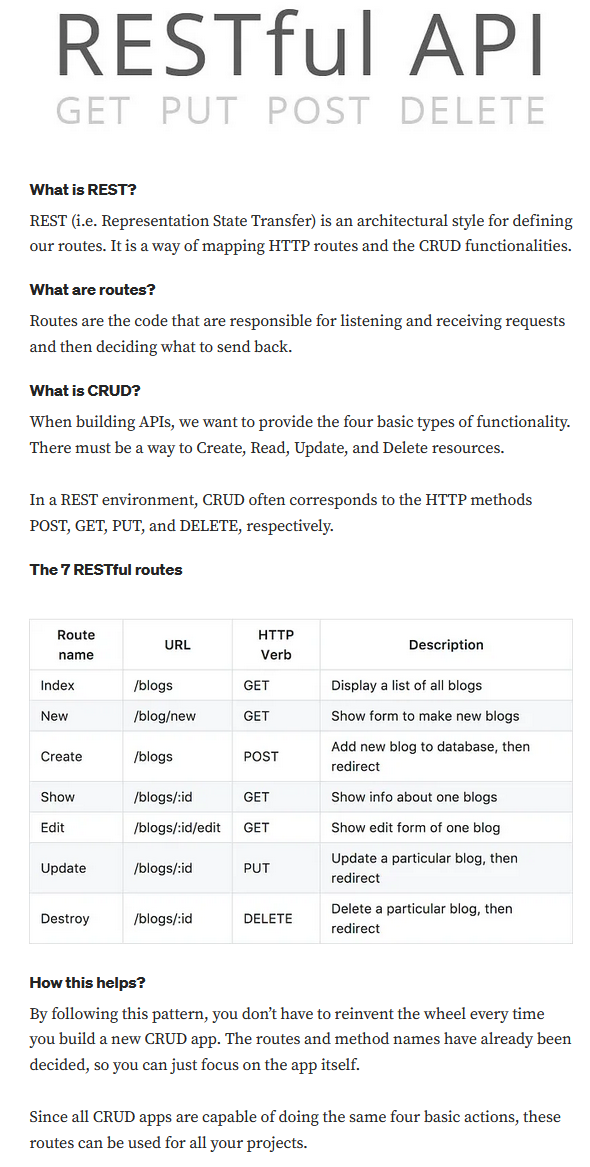 RESTful API
GET PUT POST DELETE
What is REST?
REST (i.e. Representation State Transfer) is an architectural style for defining
our routes. It is a way of mapping HTTP routes and the CRUD functionalities.
What are routes?
Routes are the code that are responsible for listening and receiving requests
and then deciding what to send back.
What is CRUD?
When building APIs, we want to provide the four basic types of functionality.
There must be a way to Create, Read, Update, and Delete resources.
In a REST environment, CRUD often corresponds to the HTTP methods
POST, GET, PUT, and DELETE, respectively.
The 7 RESTful routes
Route name URL HTTP Verb Description
Index /blogs GET Display a list of all blogs
New /blog/new GET Show form to make new blogs
Create /blogs POST Add new blog to database, then redirect
Show /blogs/:id GET Show info about one blogs
Edit /blogs/:id/edit GET Show edit form of one blog
Update /blogs/:id PUT Update a particular blog, then redirect
Destroy /blogs/:id DELETE Delete a particular blog, then redirect
How this helps?
By following this pattern, you don’t have to reinvent the wheel every time
you build a new CRUD app. The routes and method names have already been
decided, so you can just focus on the app itself.
Since all CRUD apps are capable of doing the same four basic actions, these
routes can be used for all your projects.